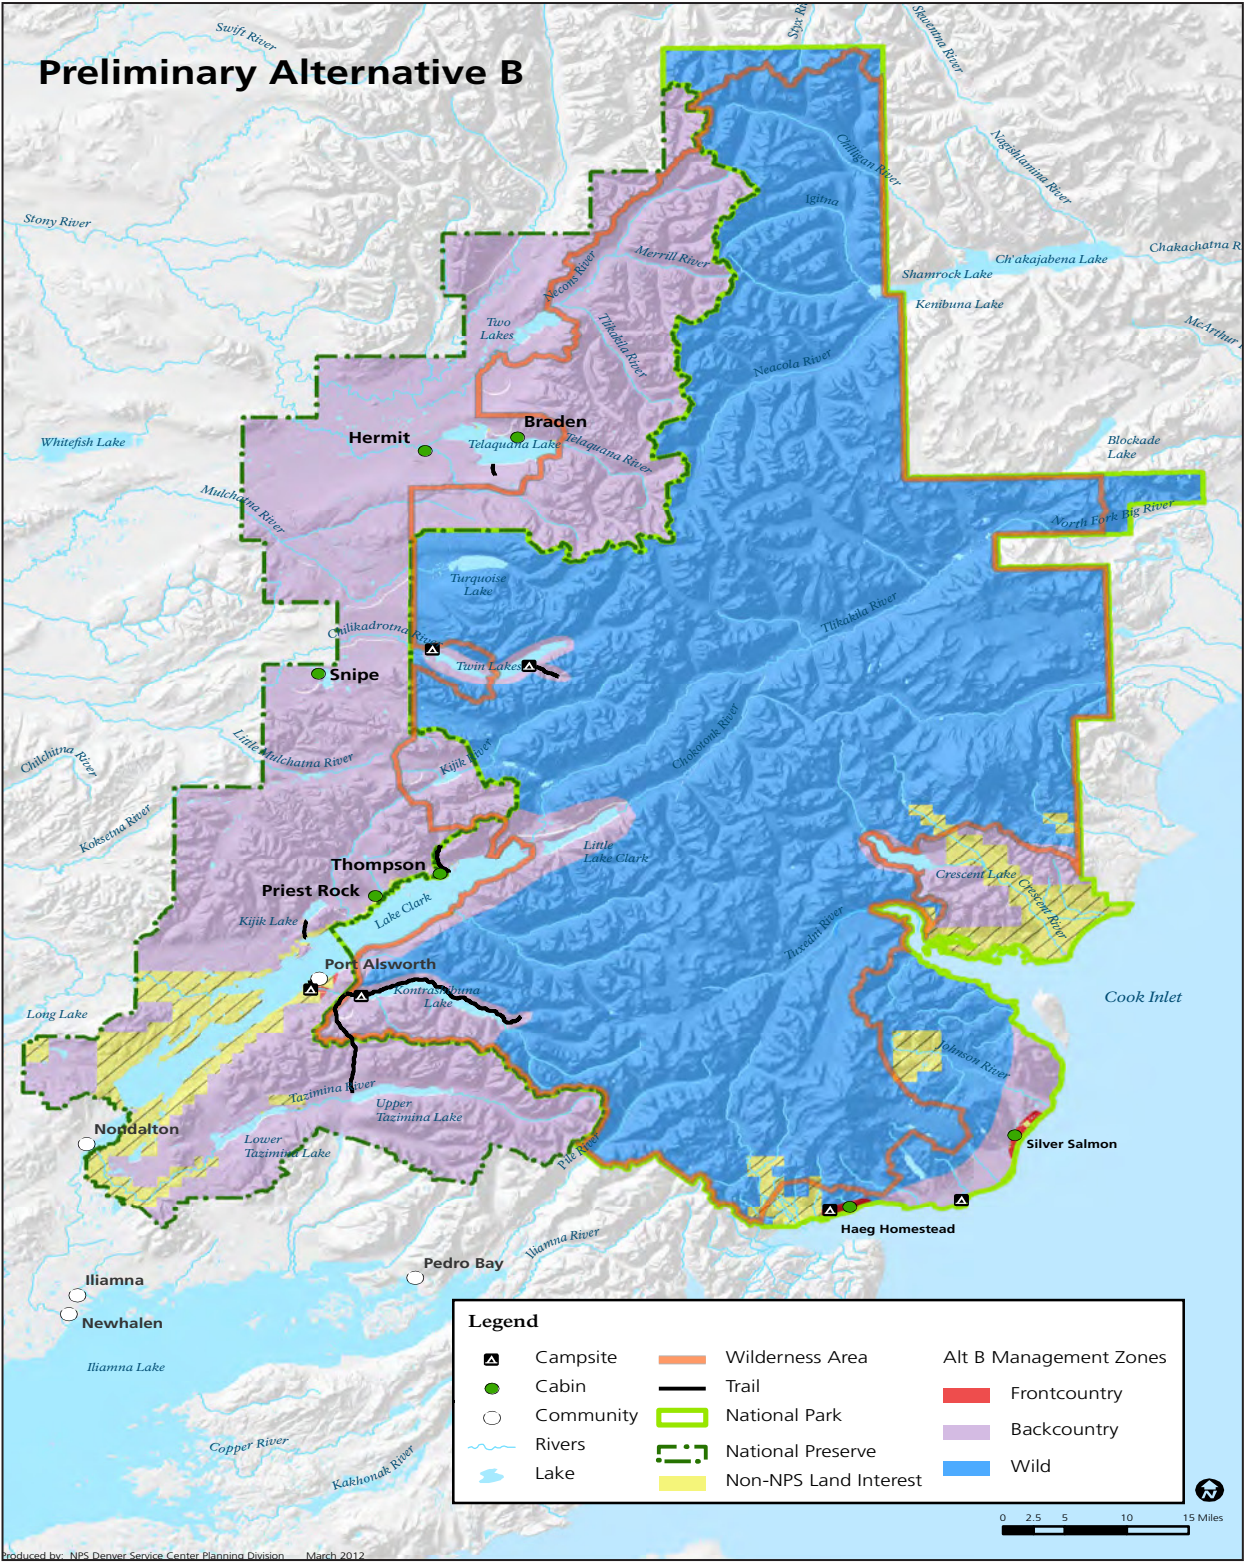 Preliminary Alternative B
Swift River
Styx Ri
Skwentna River
Nagishlamina River
Chilligan River
Igitna
Stony River
Merrill River
Necons River
Chakachatna R
Ch'akajabena Lake
Shamrock Lake
Kenibuna Lake
McArthur
Two
Lakes
Tlikakila River
Neacola River
Braden
Hermit
Telaquana Lake
Telaquana River
Whitefish Lake
Blockade
Lake
Mulchatna River
North Fork Big River
Turquoise
Lake
Chilikadrotna River
Tlikakila River
Twin Lakes
Snipe
Chokotonk River
Little Mulchatna River
Kijik River
Chilchitna River
Koksetna River
Little
Lake Clark
Thompson
Priest Rock
Crescent Lake
Crescent River
Lake Clark
Kijik Lake
Tuxedni River
Port Alsworth
Kontrashibuna
Lake
Long Lake
Cook Inlet
Johnson River
Tazimina River
Upper
Tazimina Lake
Nondalton
Lower
Tazimina Lake
Silver Salmon
Pile River
Haeg Homestead
Iliamna River
Pedro Bay
Iliamna
Newhalen
Iliamna Lake
Copper River
Kakhonak River
Legend
Campsite
Cabin
Community
Rivers
Lake
Wilderness Area
Trail
National Park
National Preserve
Non-NPS Land Interest
Alt B Management Zones
Frontcountry
Backcountry
Wild
N
0 2.5 5 10 15 Miles
Produced by: NPS Denver Service Center Planning Division March 2012